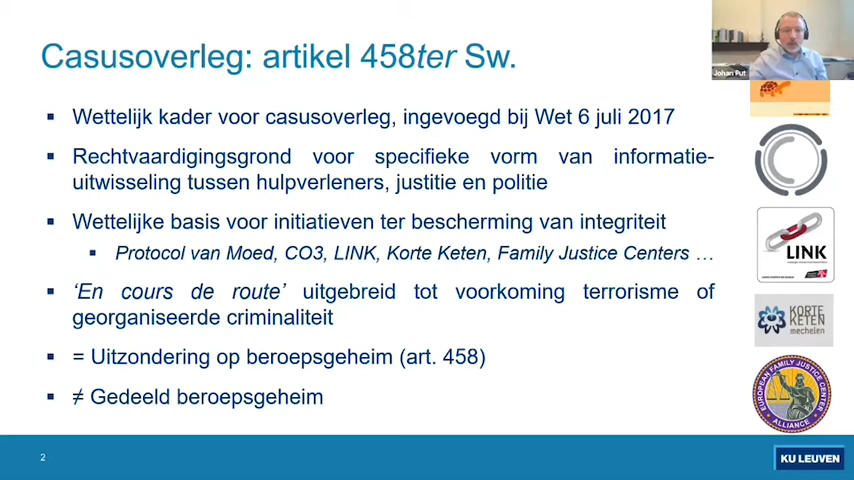 Casusoverleg: artikel 458ter Sw.
Johan Put
▪ Wettelijk kader voor casusoverleg, ingevoegd bij Wet 6 juli 2017
▪ Rechtvaardigingsgrond voor specifieke vorm van informatie-
uitwisseling tussen hulpverleners, justitie en politie
▪ Wettelijke basis voor initiatieven ter bescherming van integriteit
▪ Protocol van Moed, CO3, LINK, Korte Keten, Family Justice Centers …
▪ ‘En cours de route’ uitgebreid tot voorkoming terrorisme of
georganiseerde criminaliteit
▪ = Uitzondering op beroepsgeheim (art. 458)
▪ ≠ Gedeeld beroepsgeheim
LINK
KORTE
KETEN
mechelen
EUROPEAN FAMILY JUSTICE CENTER
ALLIANCE
2
KU LEUVEN